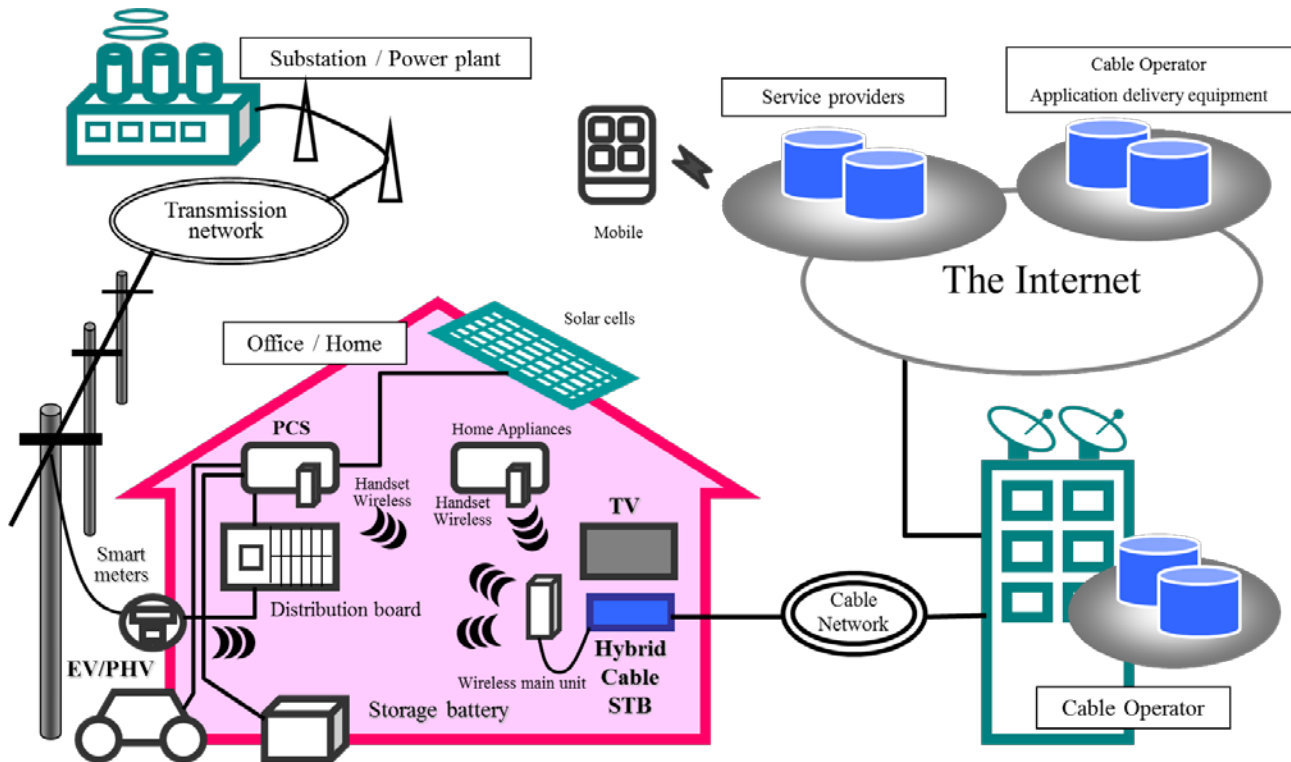 Substation / Power plant
Service providers
Cable Operator
Application delivery equipment
Transmission
network
Mobile
The Internet
Solar cells
Office / Home
PCS
Home Appliances
Handset
Wireless
Handset
Wireless
TV
Smart
meters
Distribution board
Cable
Network
EV/PHV
Wireless main unit
Hybrid
Cable
STB
Storage battery
Cable Operator